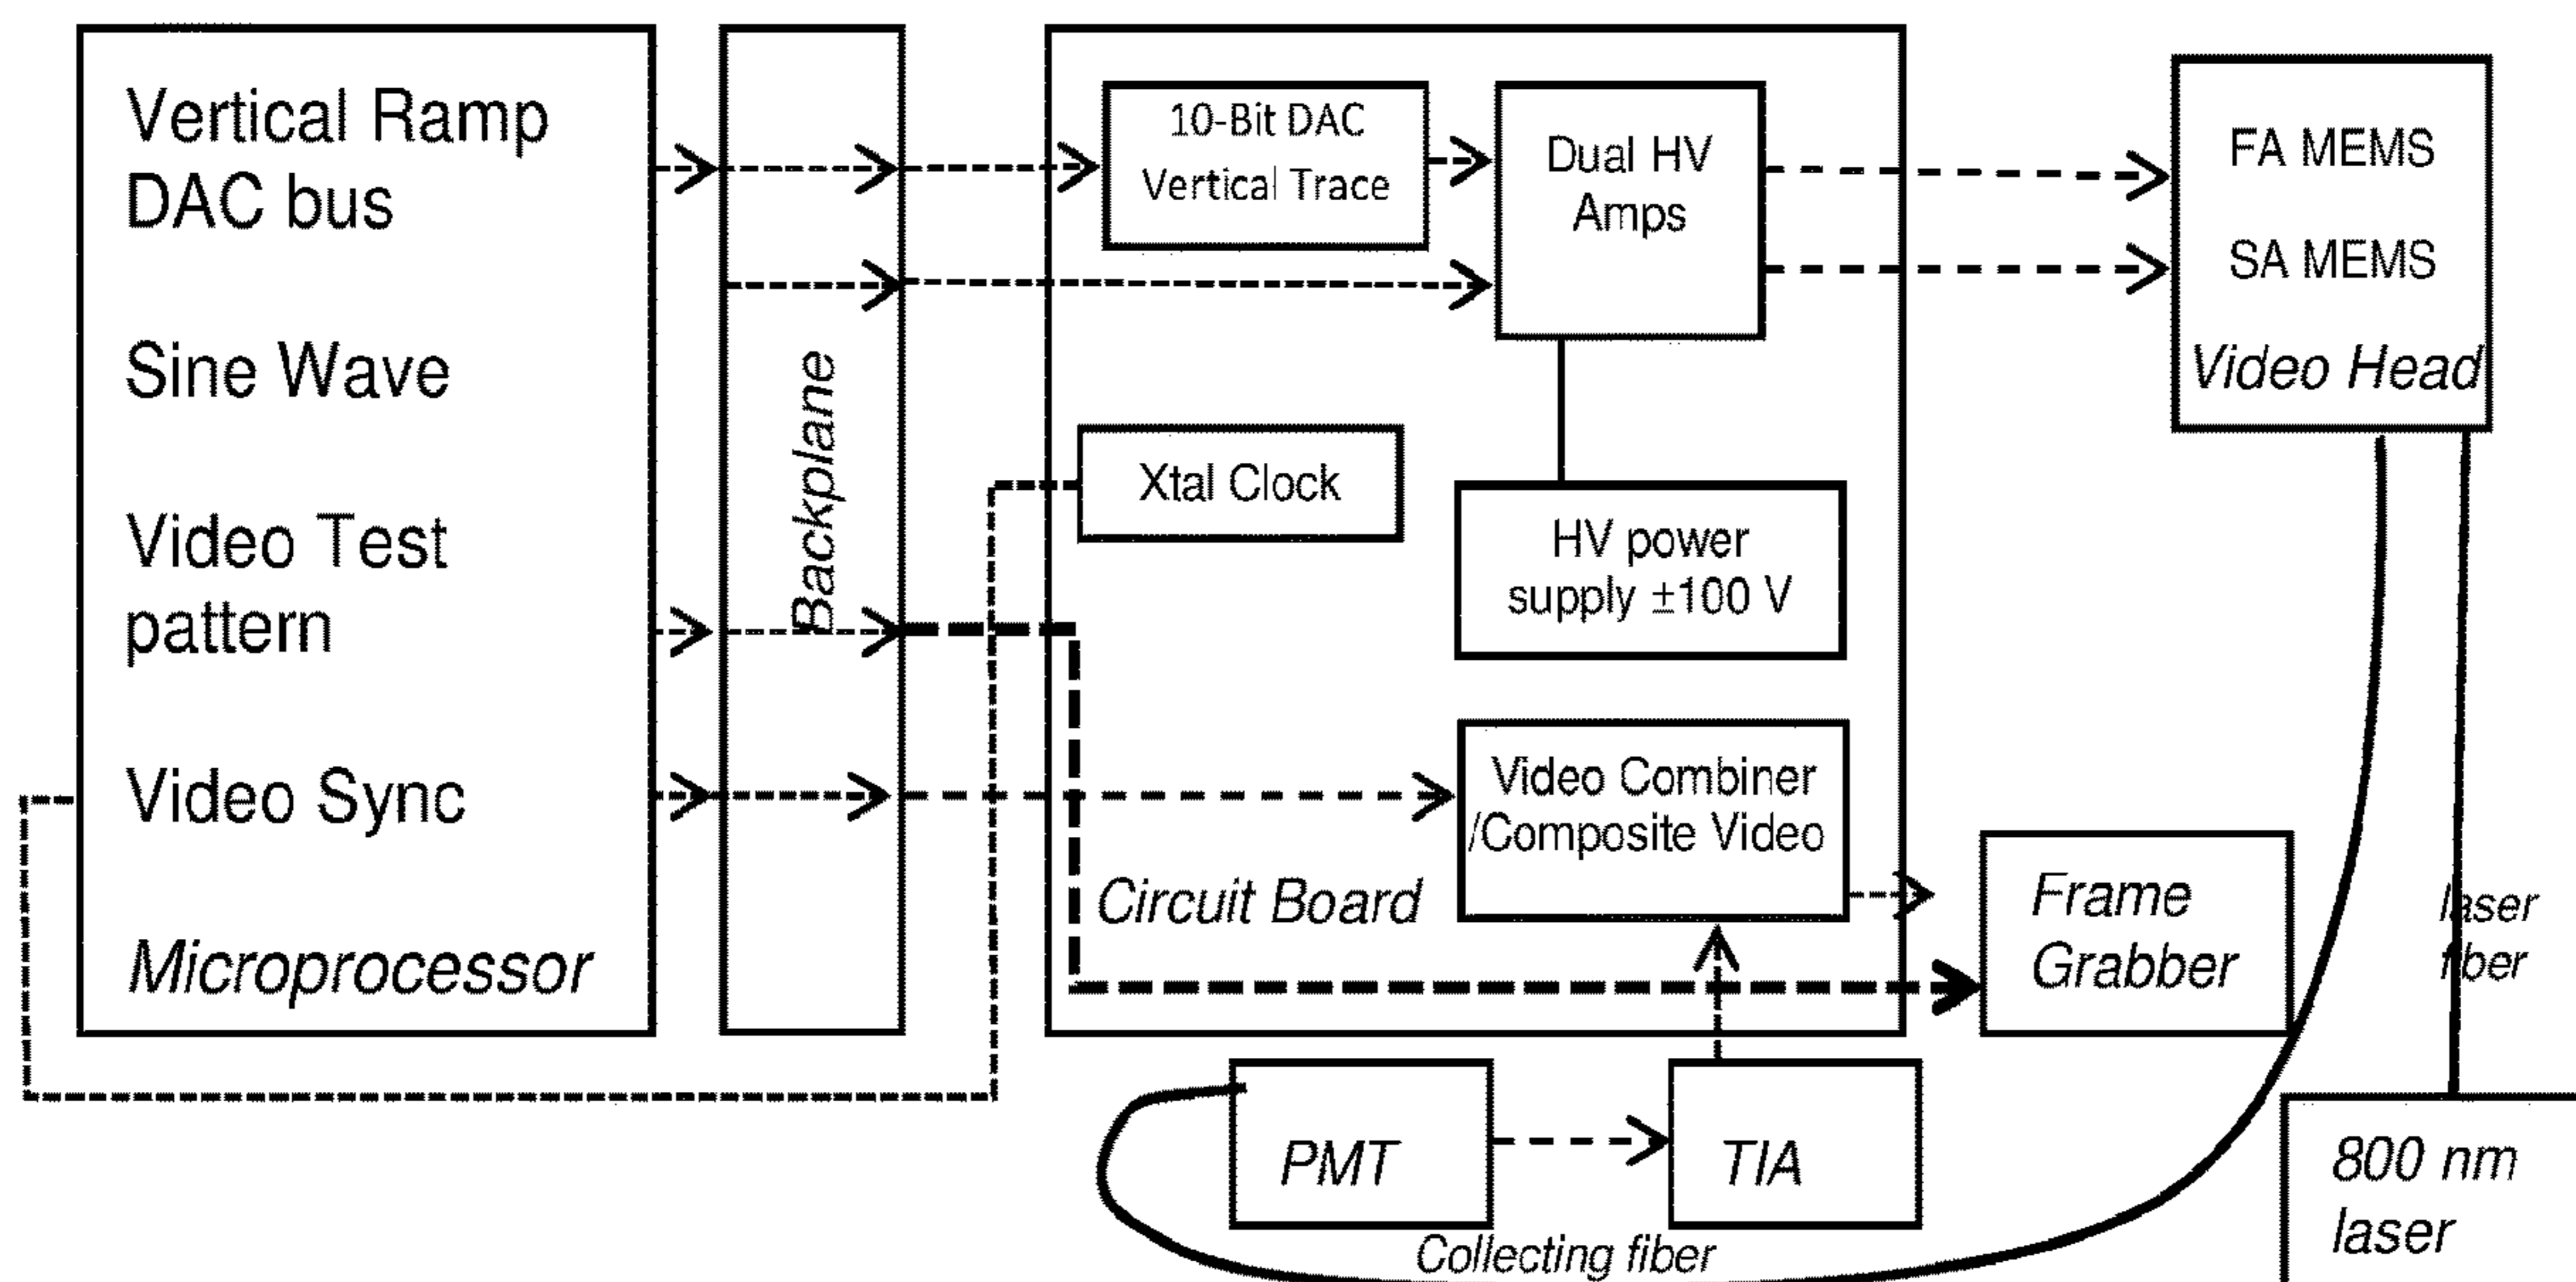 Vertical Ramp
DAC bus
Sine Wave
Video Test
pattern
Video Sync
Microprocessor
Backplane
10-Bit DAC
Vertical Trace
Dual HV
Amps
Xtal Clock
HV power
supply ±100 V
Video Combiner
/Composite Video
Circuit Board
FA MEMS
SA MEMS
Video Head
Frame
Grabber
laser
fiber
PMT
TIA
Collecting fiber
800 nm
laser